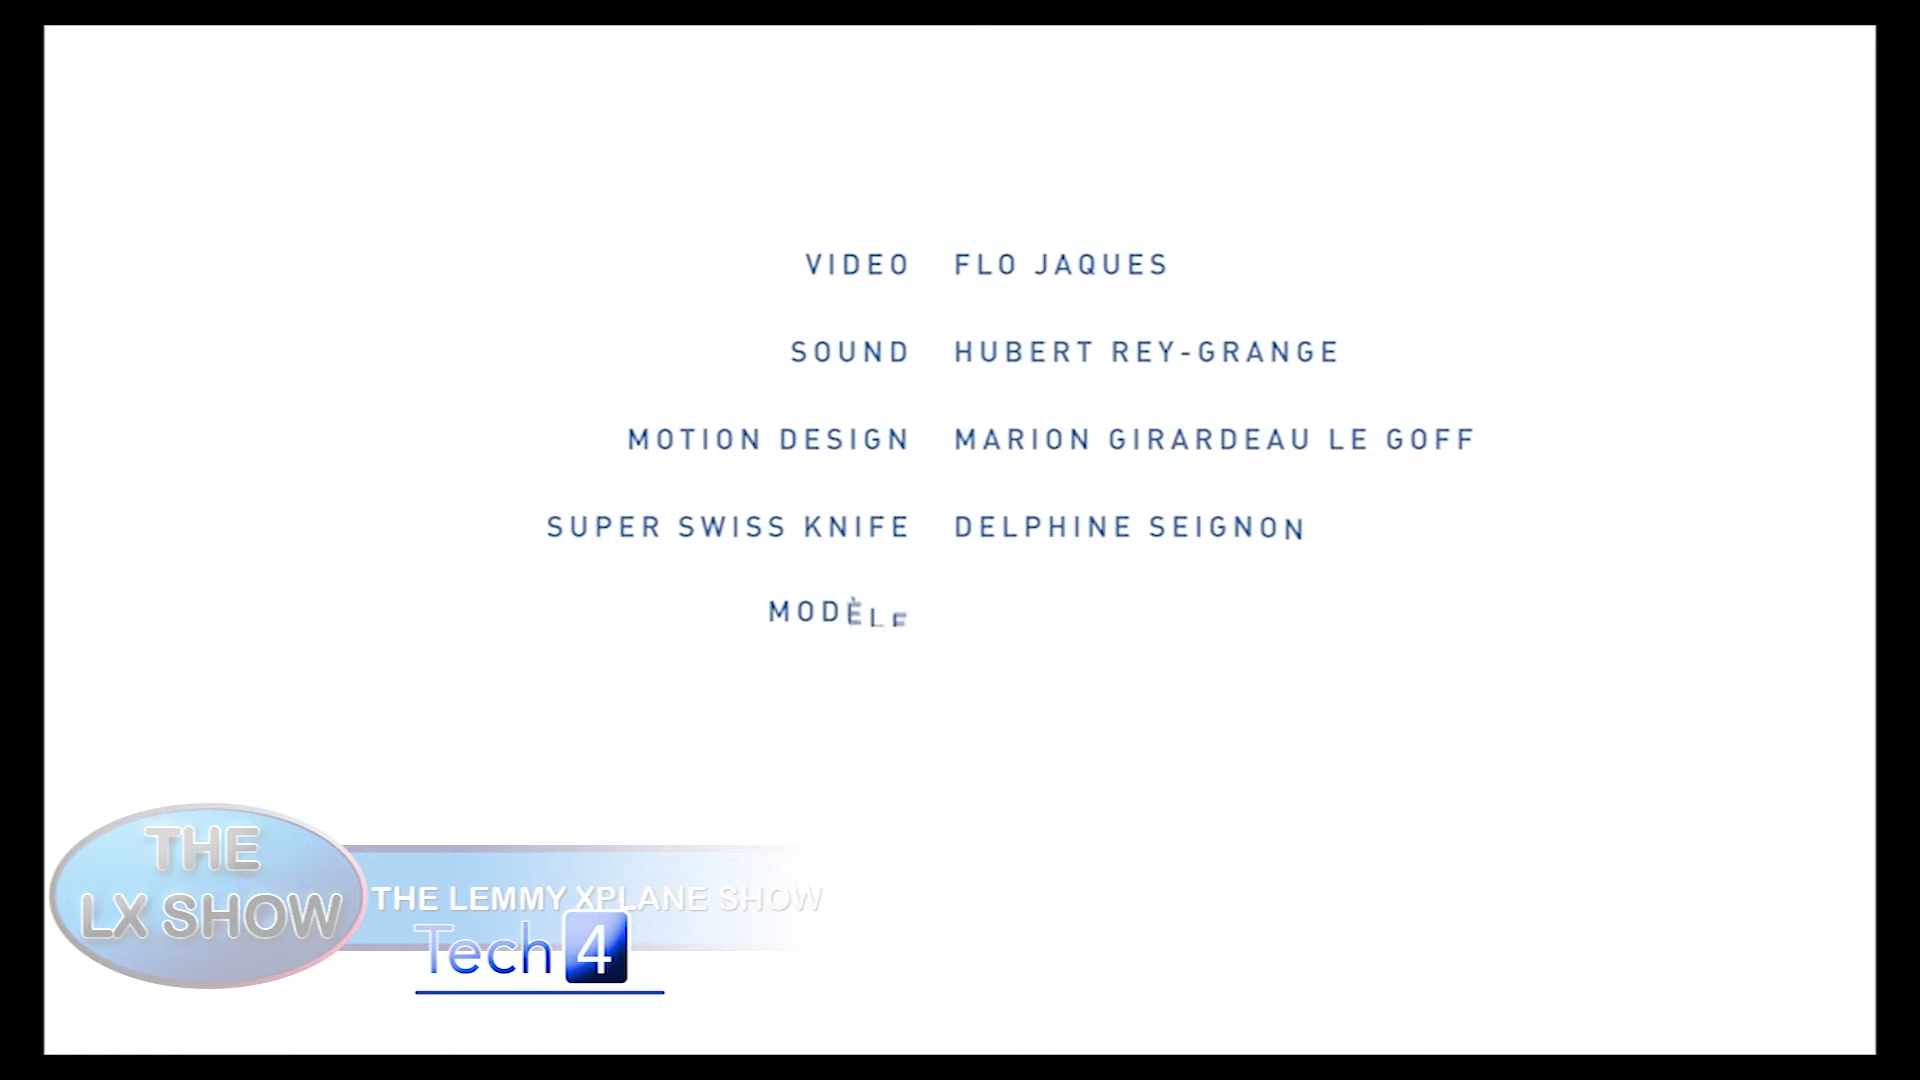 VIDEO FLO JAQUES
SOUND HUBERT REY-GRANGE
MOTION DESIGN MARION GIRARDEAU LE GOFF
SUPER SWISS KNIFE DELPHINE SEIGNON
MODÈLE
THE
LX SHOW
THE LEMMY XPLANE SHOW
Tech 4